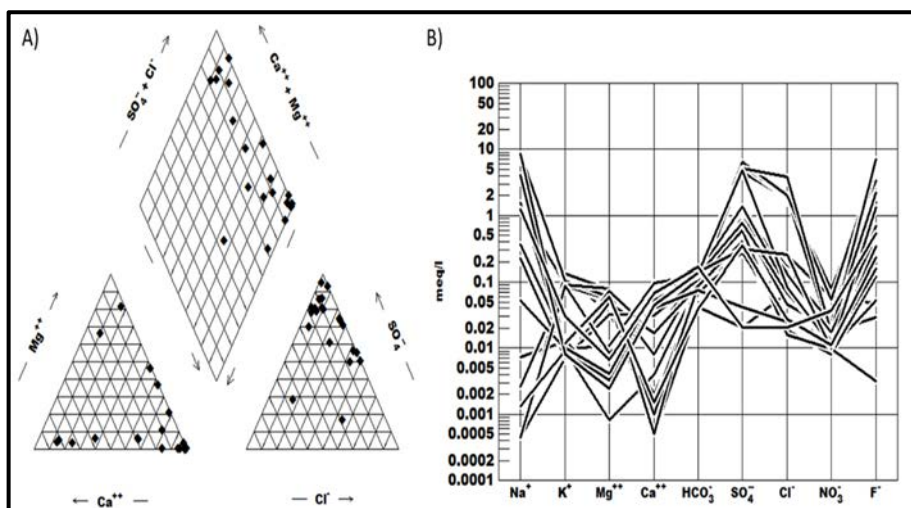 A)
SO₄⁻ + Cl⁻
Ca⁺⁺ + Mg⁺⁺
Mg⁺⁺
SO₄
← Ca⁺⁺ —
— Cl⁻ →
B)
meq/l
100
50
20
10
5
2
1
0.5
0.2
0.1
0.05
0.02
0.01
0.005
0.002
0.001
0.0005
0.0002
0.0001
Na⁺ K⁺ Mg⁺⁺ Ca⁺⁺ HCO₃⁻ SO₄⁻ Cl⁻ NO₃⁻ F⁻